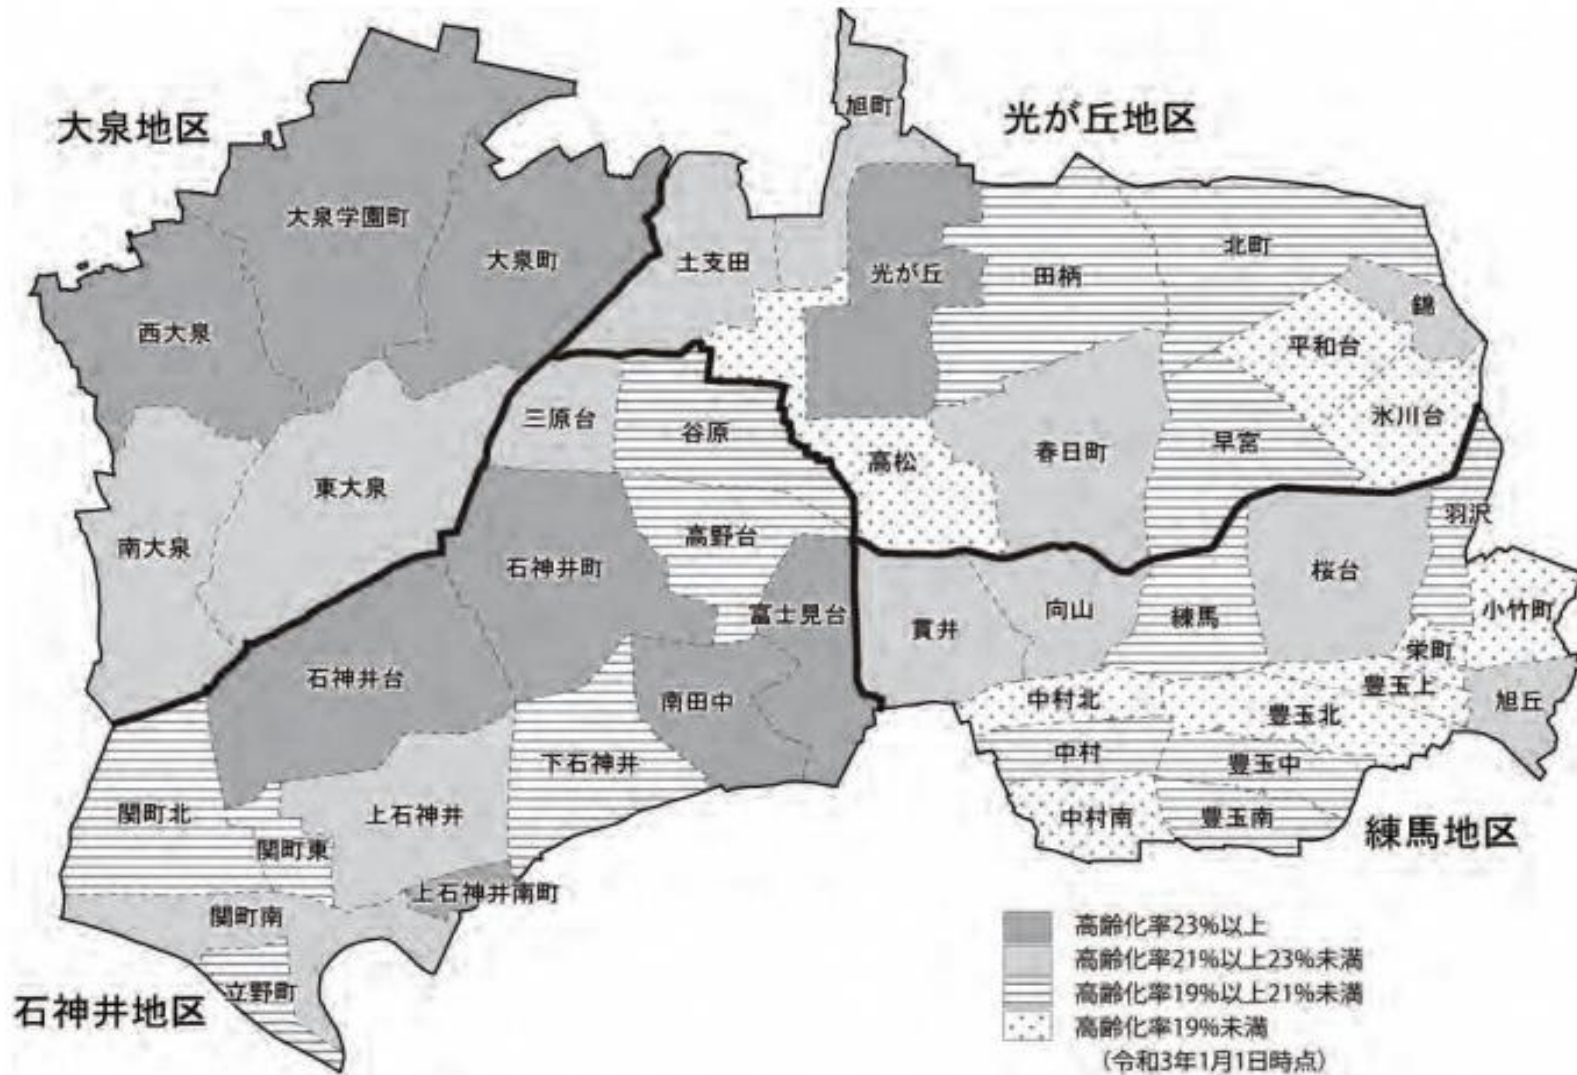 旭町
大泉地区
光が丘地区
大泉学園町
大泉町
土支田
光が丘
田柄
北町
錦
西大泉
平和台
三原台
谷原
氷川台
高松
春日町
早宮
東大泉
南大泉
高野台
羽沢
石神井町
桜台
富士見台
貫井
向山
練馬
小竹町
栄町
石神井台
南田中
中村北
豊玉上
豊玉北
旭丘
下石神井
中村
豊玉中
関町北
上石神井
中村南
豊玉南
練馬地区
関町東
上石神井南町
関町南
立野町
石神井地区
高齢化率23%以上
高齢化率21%以上23%未満
高齢化率19%以上21%未満
高齢化率19%未満
(令和3年1月1日時点)